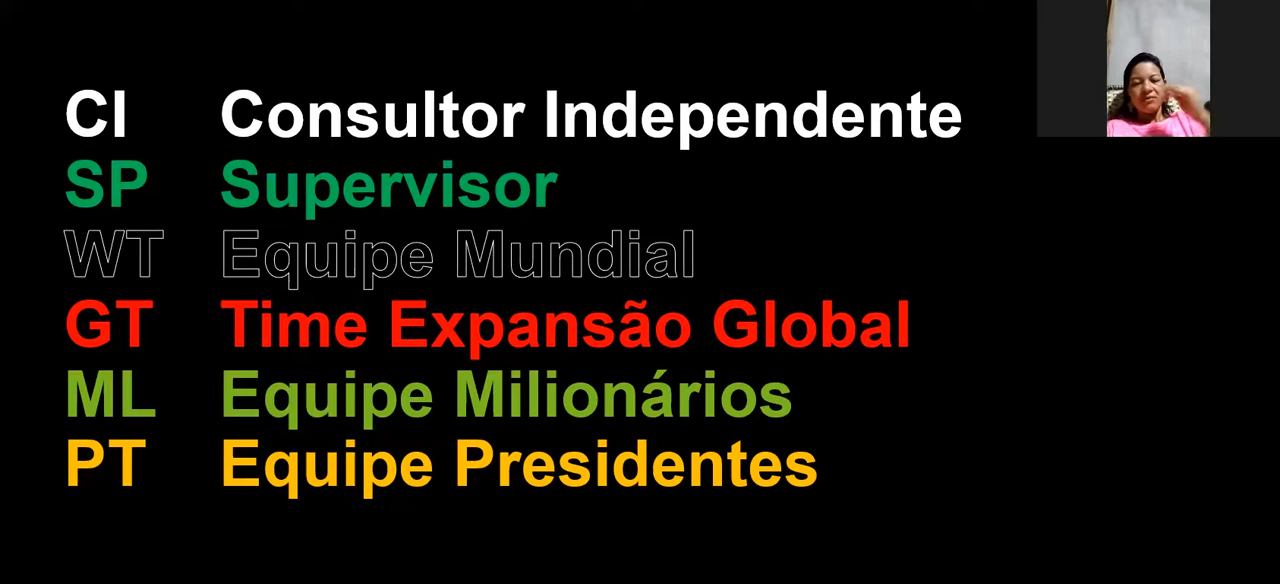 CI Consultor Independente
SP Supervisor
WT Equipe Mundial
GT Time Expansão Global
ML Equipe Milionários
PT Equipe Presidentes